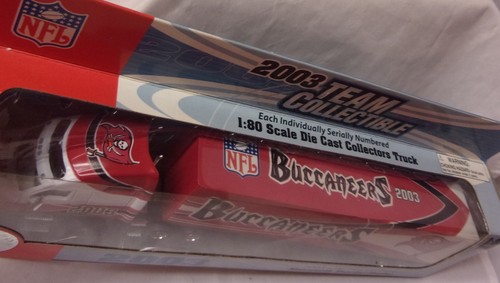 NFL
2003 TEAM
COLLECTIBLE
Each Individually Serially Numbered
1:80 Scale Die Cast Collectors Truck
WARNING:
NFL
BUCCANEERS 2003
BUCCANEERS